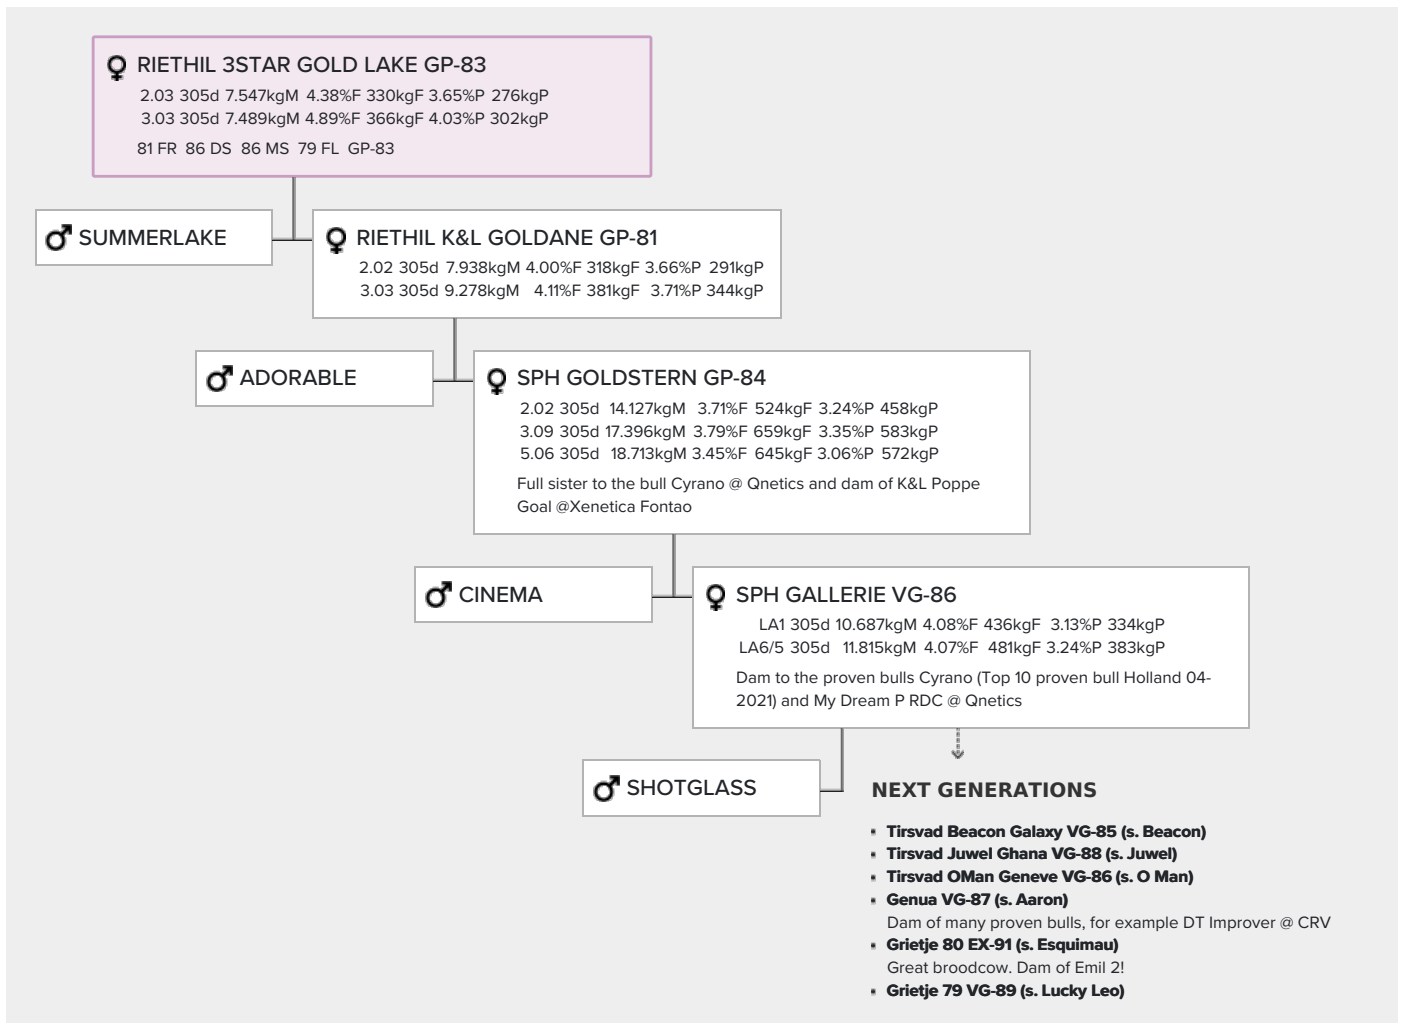 RIETHIL 3STAR GOLD LAKE GP-83
2.03 305d 7.547kgM 4.38%F 330kgF 3.65%P 276kgP
3.03 305d 7.489kgM 4.89%F 366kgF 4.03%P 302kgP
81 FR 86 DS 86 MS 79 FL GP-83
SUMMERLAKE
RIETHIL K&L GOLDANE GP-81
2.02 305d 7.938kgM 4.00%F 318kgF 3.66%P 291kgP
3.03 305d 9.278kgM 4.11%F 381kgF 3.71%P 344kgP
ADORABLE
SPH GOLDSTERN GP-84
2.02 305d 14.127kgM 3.71%F 524kgF 3.24%P 458kgP
3.09 305d 17.396kgM 3.79%F 659kgF 3.35%P 583kgP
5.06 305d 18.713kgM 3.45%F 645kgF 3.06%P 572kgP
Full sister to the bull Cyrano @ Qnetics and dam of K&L Poppe
Goal @Xenetica Fontao
CINEMA
SPH GALLERIE VG-86
LA1 305d 10.687kgM 4.08%F 436kgF 3.13%P 334kgP
LA6/5 305d 11.815kgM 4.07%F 481kgF 3.24%P 383kgP
Dam to the proven bulls Cyrano (Top 10 proven bull Holland 04-
2021) and My Dream P RDC @ Qnetics
SHOTGLASS
NEXT GENERATIONS
Tirsvad Beacon Galaxy VG-85 (s. Beacon)
Tirsvad Juwel Ghana VG-88 (s. Juwel)
Tirsvad OMan Geneve VG-86 (s. O Man)
Genua VG-87 (s. Aaron)
Dam of many proven bulls, for example DT Improver @ CRV
Grietje 80 EX-91 (s. Esquimau)
Great broodcow. Dam of Emil 2!
Grietje 79 VG-89 (s. Lucky Leo)